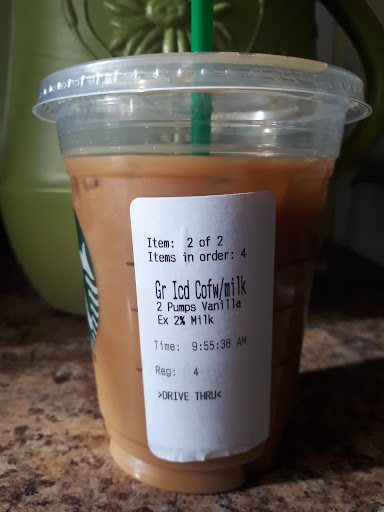 Item: 2 of 2
Items in order: 4
Gr Icd Cofw/milk
2 Pumps Vanilla
Ex 2% Milk
Time: 9:55:38 AM
Reg: 4
>DRIVE THRU<